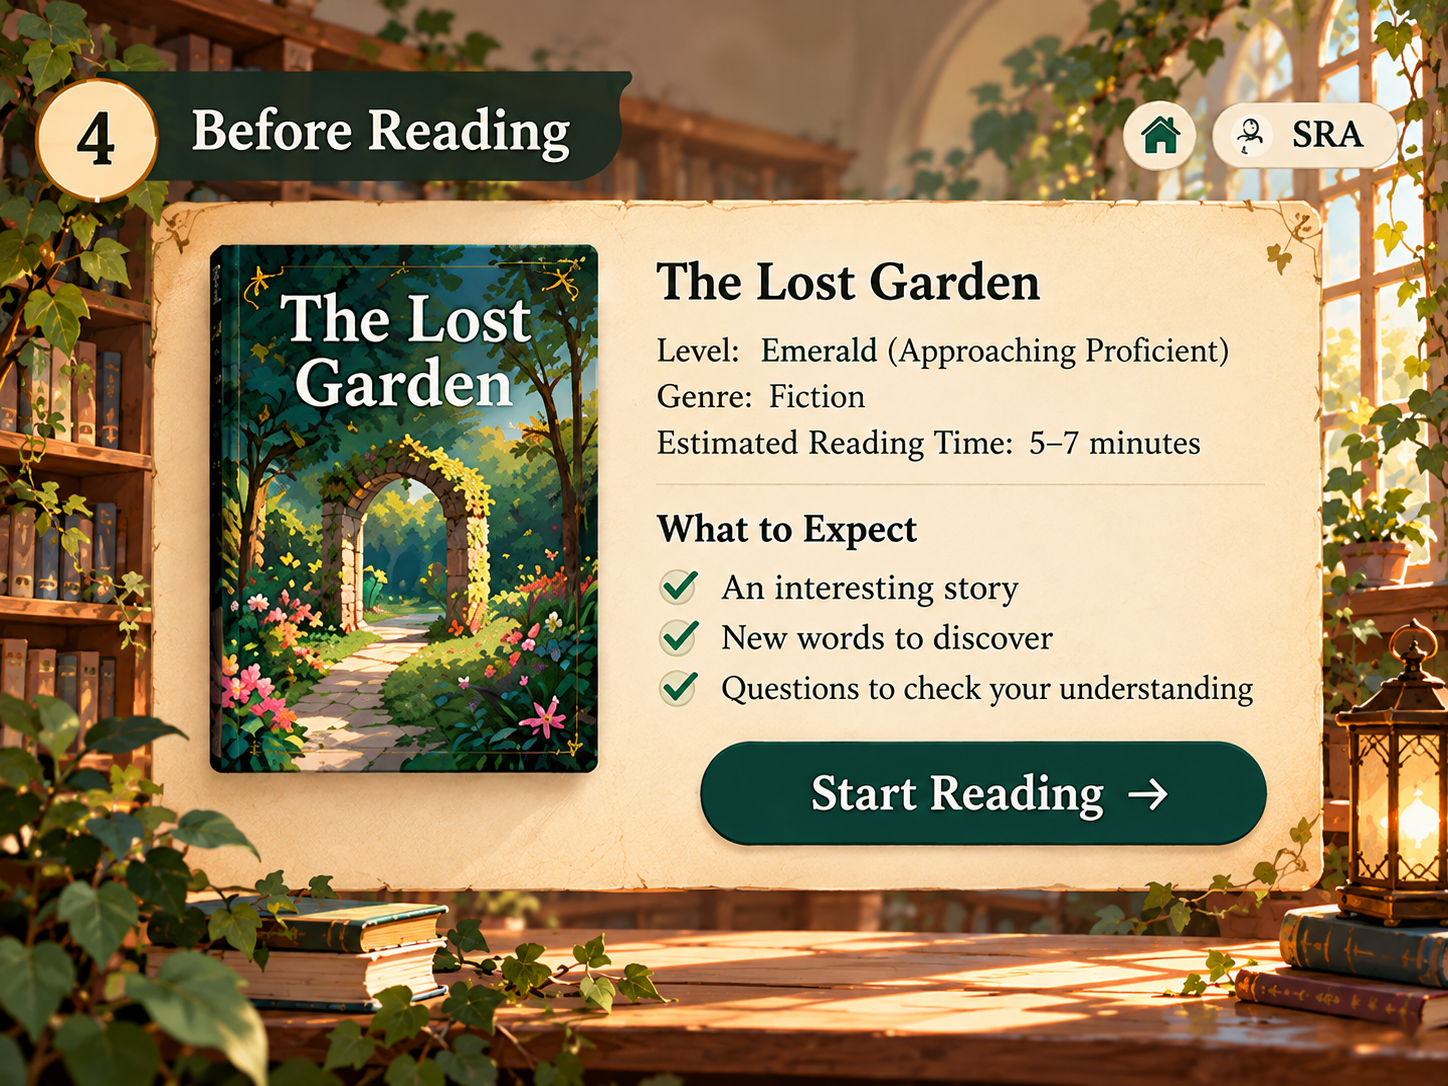 4
Before Reading
SRA
The Lost
Garden
The Lost Garden
Level: Emerald (Approaching Proficient)
Genre: Fiction
Estimated Reading Time: 5–7 minutes
What to Expect
An interesting story
New words to discover
Questions to check your understanding
Start Reading →